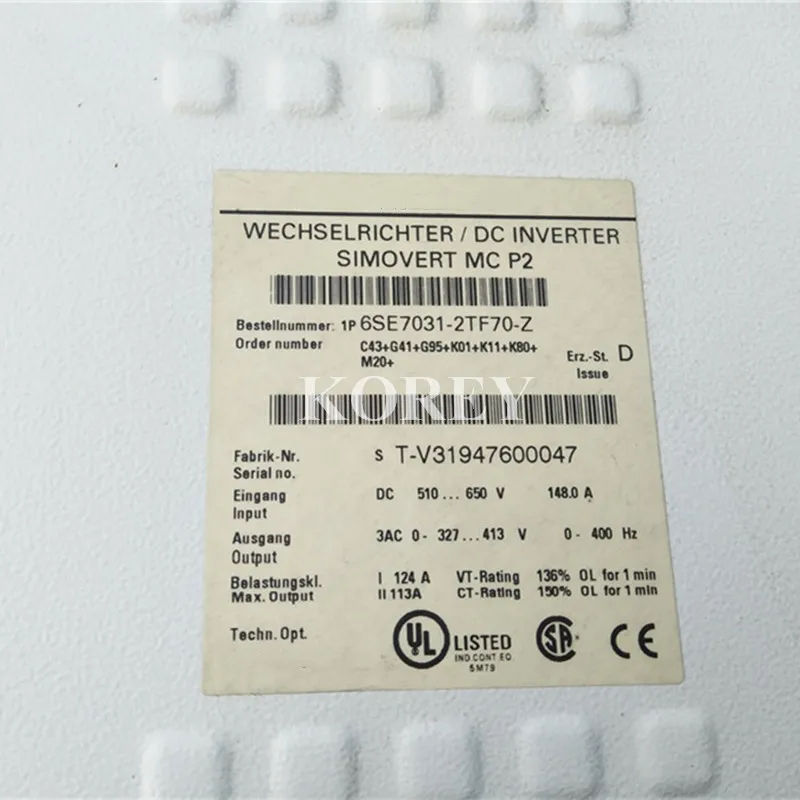 WECHSELRICHTER / DC INVERTER
SIMOVERT MC P2
Bestellnummer: 1P 6SE7031-2TF70-Z
Order number C43+G41+G95+K01+K11+K80+
M20+
Erz.-St. D
Issue
KOREY
Fabrik-Nr. S T-V31947600047
Serial no.
Eingang DC 510...650 V 148.0 A
Input
Ausgang 3AC 0- 327...413 V 0- 400 Hz
Output
Belastungskl. I 124 A VT-Rating 136% OL for 1 min
Max. Output II 113A CT-Rating 150% OL for 1 min
Techn. Opt.
UL LISTED
IND.CONT.EQ.
5M79
SA
CE